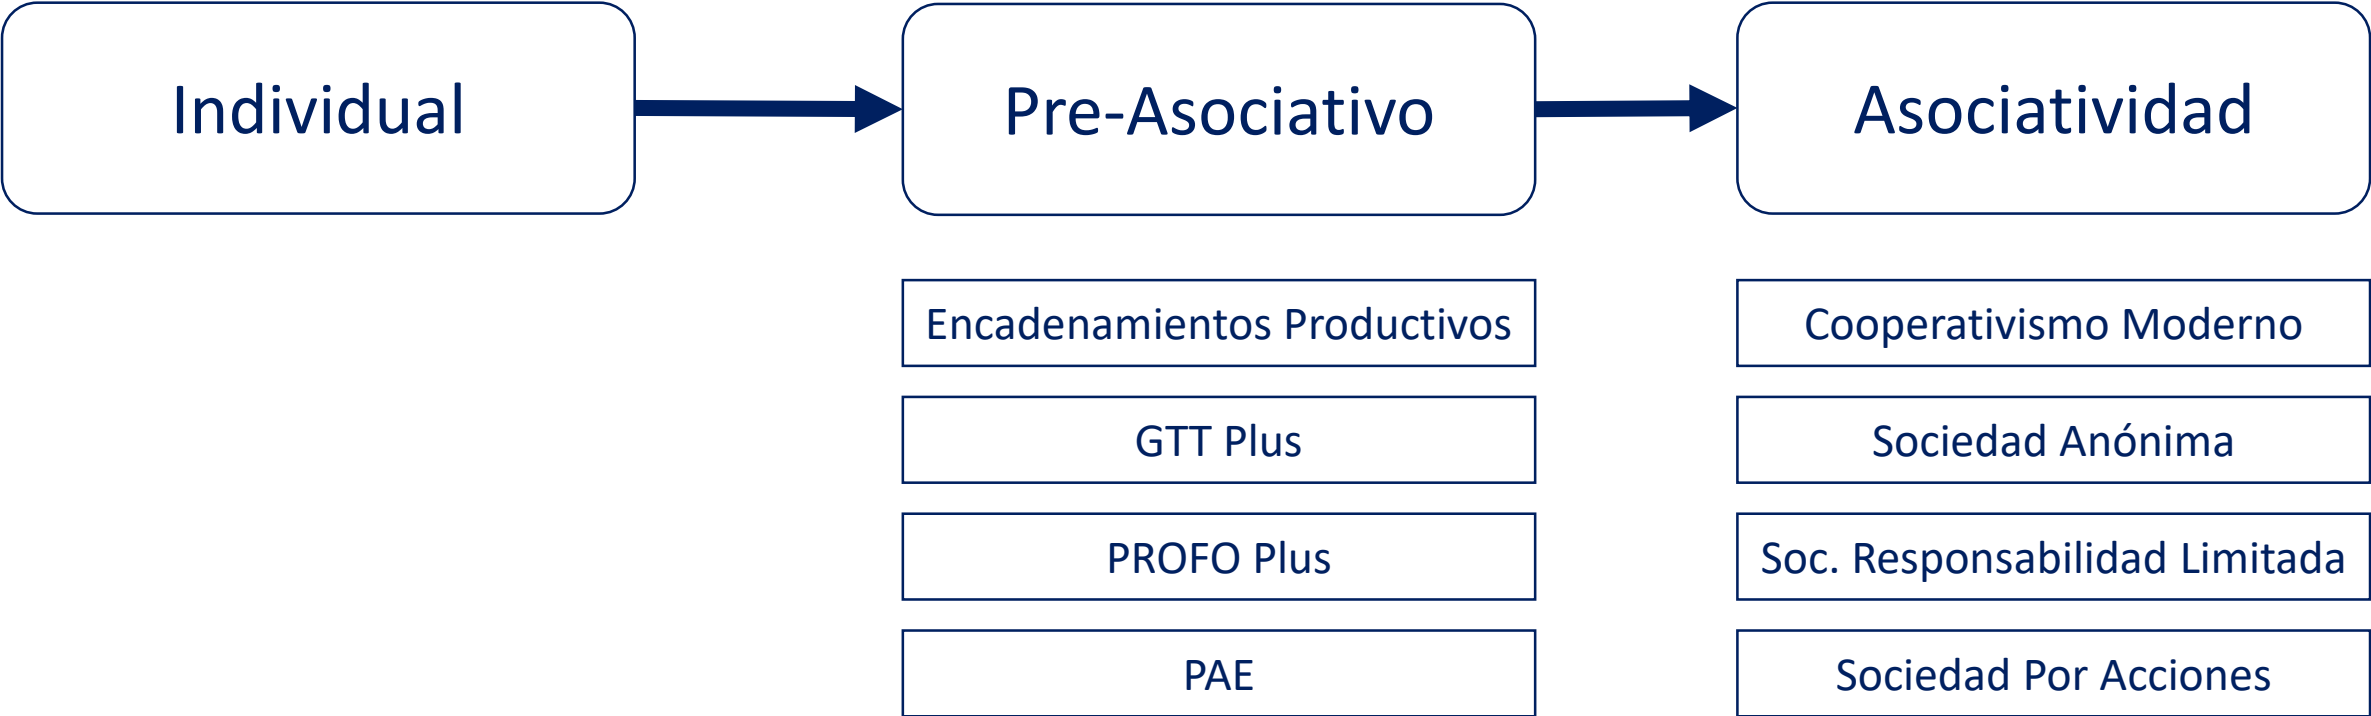 Individual
Pre-Asociativo
Asociatividad
Encadenamientos Productivos
Cooperativismo Moderno
GTT Plus
Sociedad Anónima
PROFO Plus
Soc. Responsabilidad Limitada
PAE
Sociedad Por Acciones